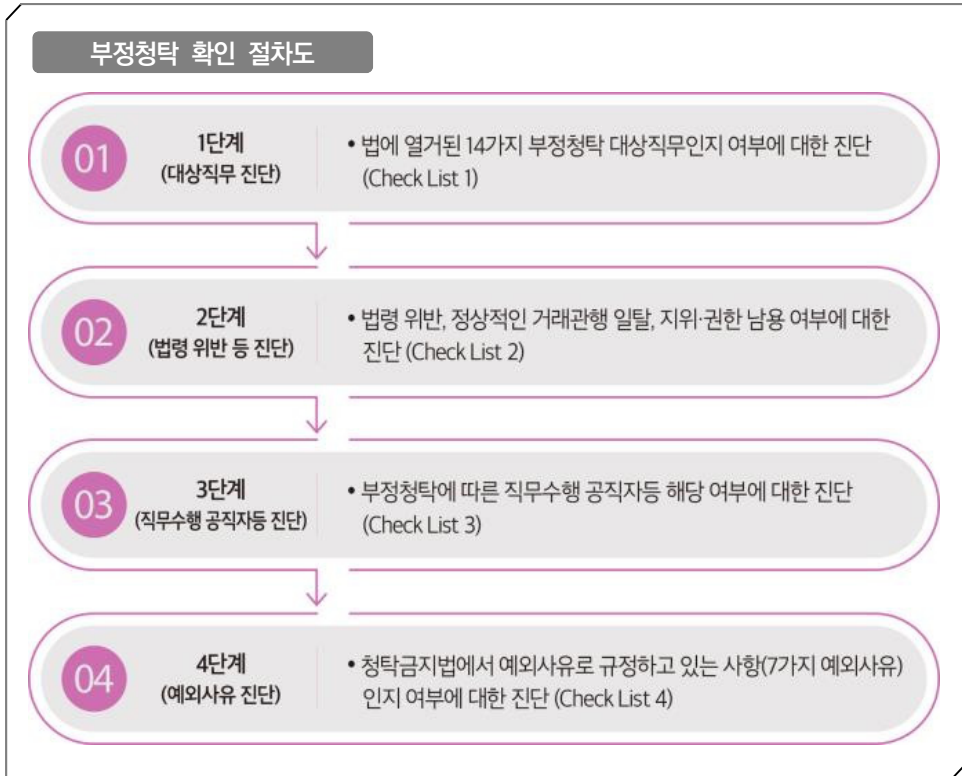 부정청탁 확인 절차도
01
1단계
(대상직무 진단)
• 법에 열거된 14가지 부정청탁 대상직무인지 여부에 대한 진단
(Check List 1)
02
2단계
(법령 위반 등 진단)
• 법령 위반, 정상적인 거래관행 일탈, 지위·권한 남용 여부에 대한
진단 (Check List 2)
03
3단계
(직무수행 공직자등 진단)
• 부정청탁에 따른 직무수행 공직자등 해당 여부에 대한 진단
(Check List 3)
04
4단계
(예외사유 진단)
• 청탁금지법에서 예외사유로 규정하고 있는 사항(7가지 예외사유)
인지 여부에 대한 진단 (Check List 4)